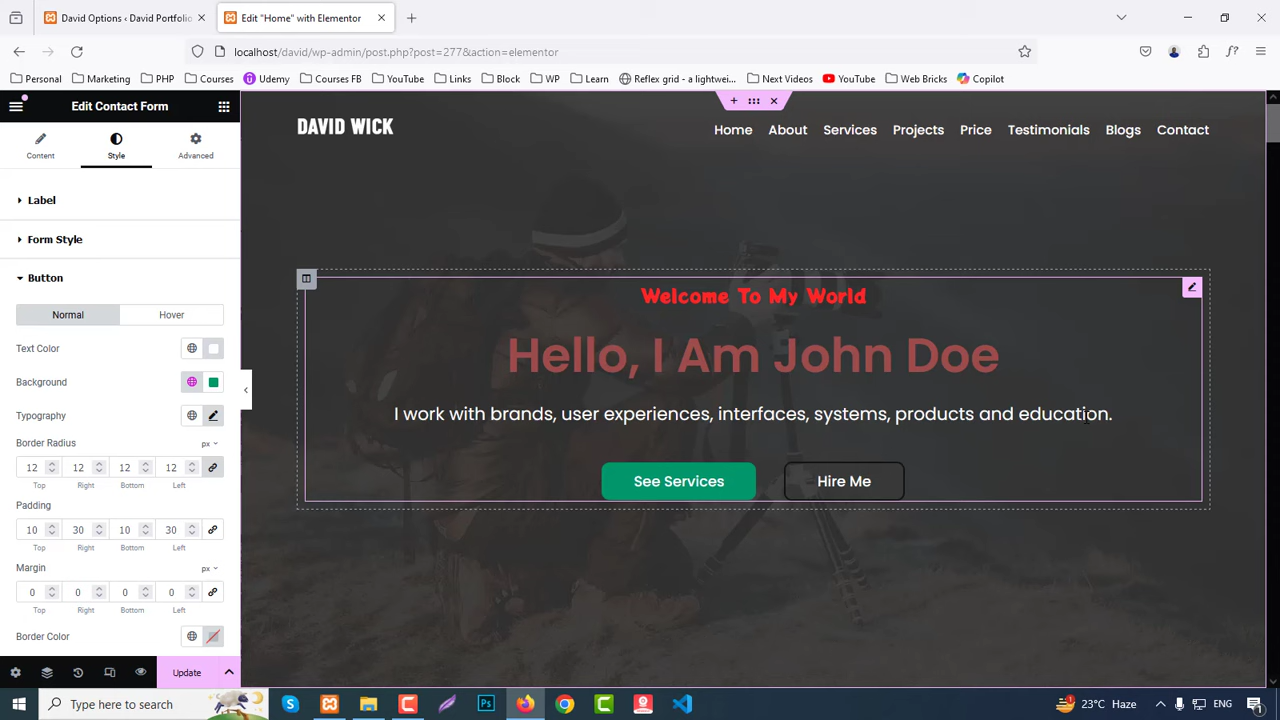 David Options ‹ David Portfolio
Edit "Home" with Elementor
localhost/david/wp-admin/post.php?post=277&action=elementor
Personal
Marketing
PHP
Courses
Udemy
Courses FB
YouTube
Links
Block
WP
Learn
Reflex grid - a lightwei...
Next Videos
YouTube
Web Bricks
Copilot
Edit Contact Form
Content
Style
Advanced
Label
Form Style
Button
Normal
Hover
Text Color
Background
Typography
Border Radius
px
12
12
12
12
Top
Right
Bottom
Left
Padding
10
30
10
30
Top
Right
Bottom
Left
Margin
px
0
0
0
0
Top
Right
Bottom
Left
Border Color
Update
DAVID WICK
Home
About
Services
Projects
Price
Testimonials
Blogs
Contact
Welcome To My World
Hello, I Am John Doe
I work with brands, user experiences, interfaces, systems, products and education.
See Services
Hire Me
Type here to search
23°C Haze
ENG